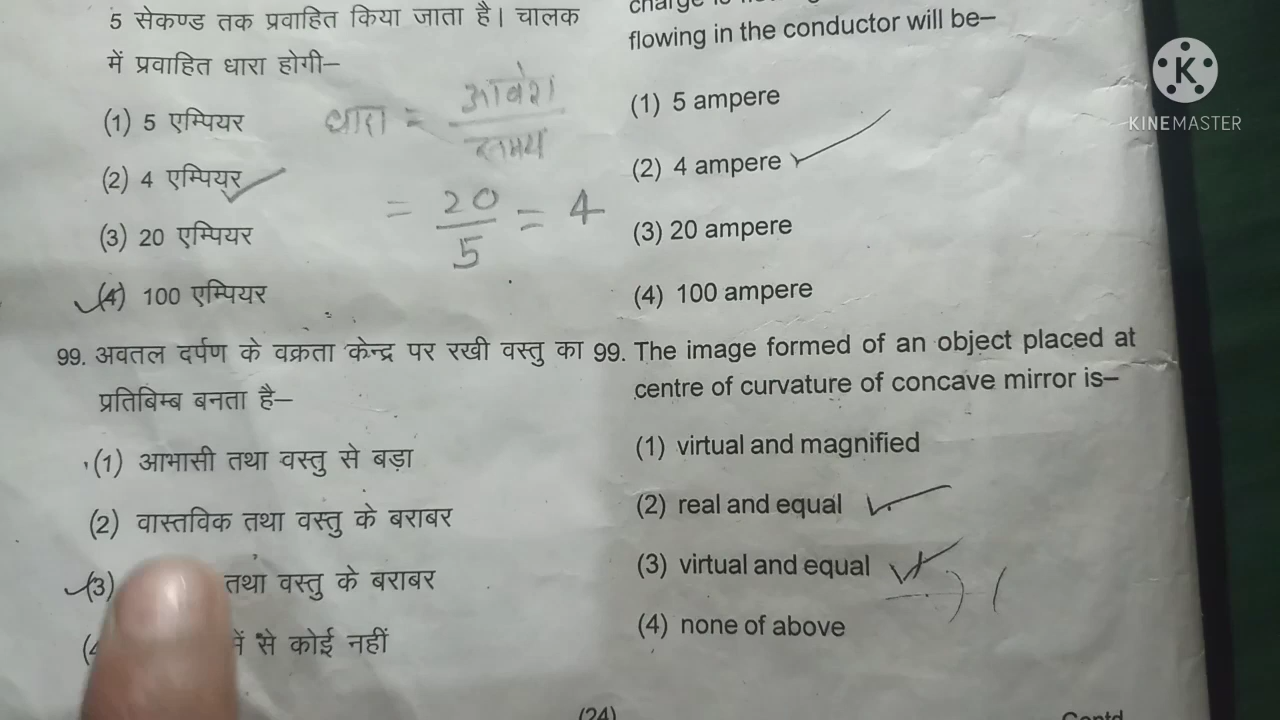 5 सेकण्ड तक प्रवाहित किया जाता है। चालक
में प्रवाहित धारा होगी–
(1) 5 एम्पियर
(2) 4 एम्पियर
(3) 20 एम्पियर
(4) 100 एम्पियर
धारा = आवेश / समय
= 20 / 5 = 4
99. अवतल दर्पण के वक्रता केन्द्र पर रखी वस्तु का
प्रतिबिम्ब बनता है–
(1) आभासी तथा वस्तु से बड़ा
(2) वास्तविक तथा वस्तु के बराबर
(3) तथा वस्तु के बराबर
से कोई नहीं
flowing in the conductor will be–
(1) 5 ampere
(2) 4 ampere
(3) 20 ampere
(4) 100 ampere
99. The image formed of an object placed at
centre of curvature of concave mirror is–
(1) virtual and magnified
(2) real and equal
(3) virtual and equal
(4) none of above
(24)
K
KINEMASTER